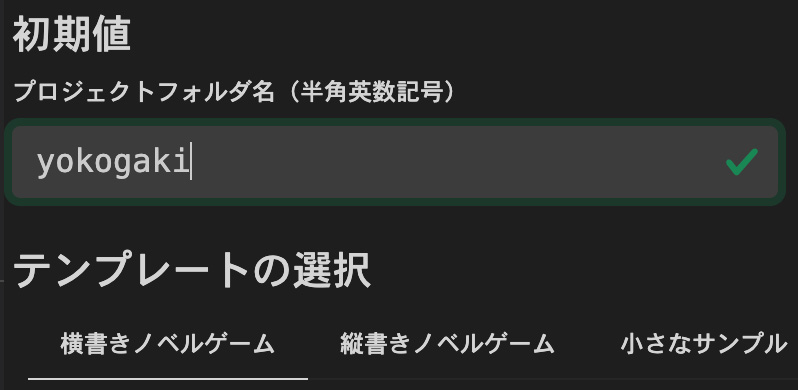 初期値
プロジェクトフォルダ名（半角英数記号）
yokogaki
テンプレートの選択
横書きノベルゲーム 縦書きノベルゲーム 小さなサンプル